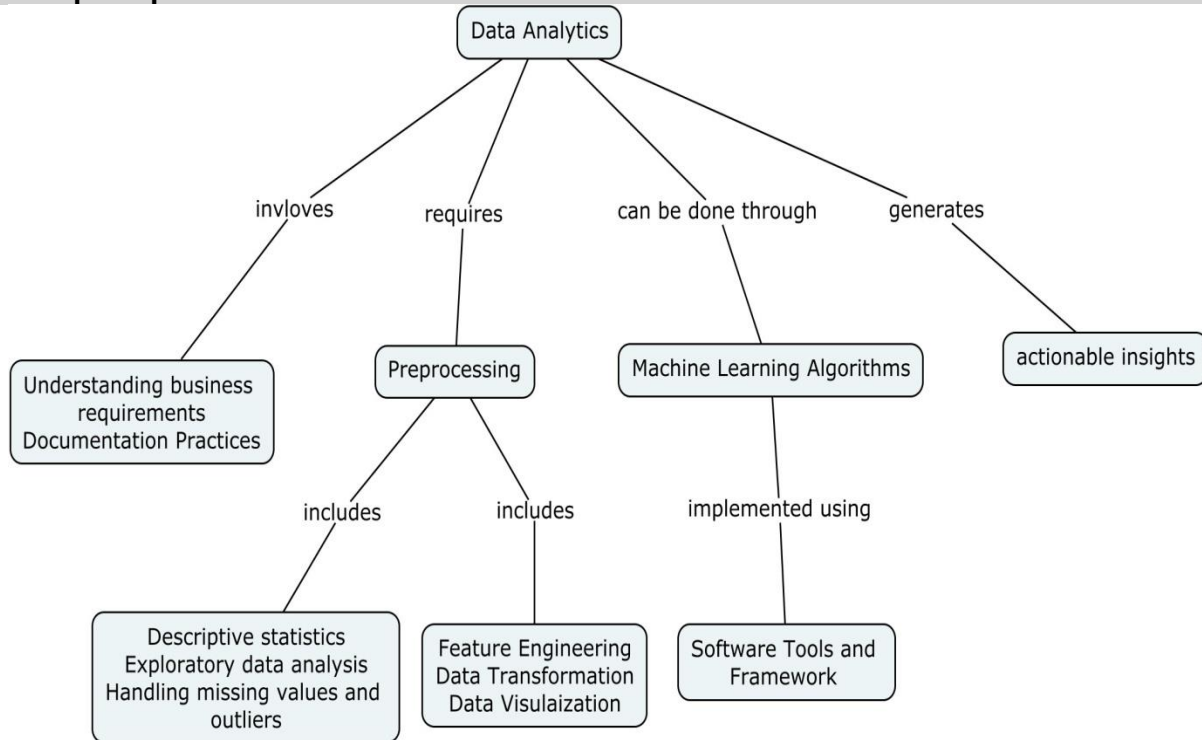 Data Analytics
invloves
requires
can be done through
generates
Understanding business
requirements
Documentation Practices
Preprocessing
Machine Learning Algorithms
actionable insights
includes
includes
implemented using
Descriptive statistics
Exploratory data analysis
Handling missing values and
outliers
Feature Engineering
Data Transformation
Data Visulaization
Software Tools and
Framework